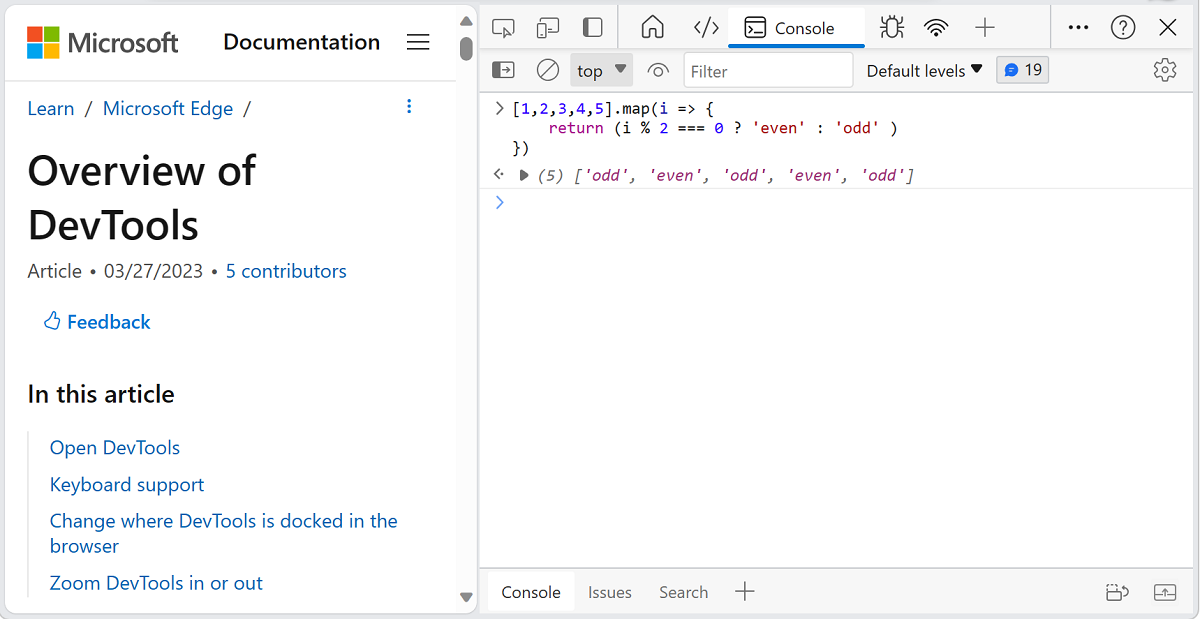 Microsoft Documentation
Learn / Microsoft Edge /
Overview of
DevTools
Article • 03/27/2023 • 5 contributors
Feedback
In this article
Open DevTools
Keyboard support
Change where DevTools is docked in the
browser
Zoom DevTools in or out
Console
top Filter Default levels 19
[1,2,3,4,5].map(i => {
return (i % 2 === 0 ? 'even' : 'odd' )
})
(5) ['odd', 'even', 'odd', 'even', 'odd']
Console Issues Search